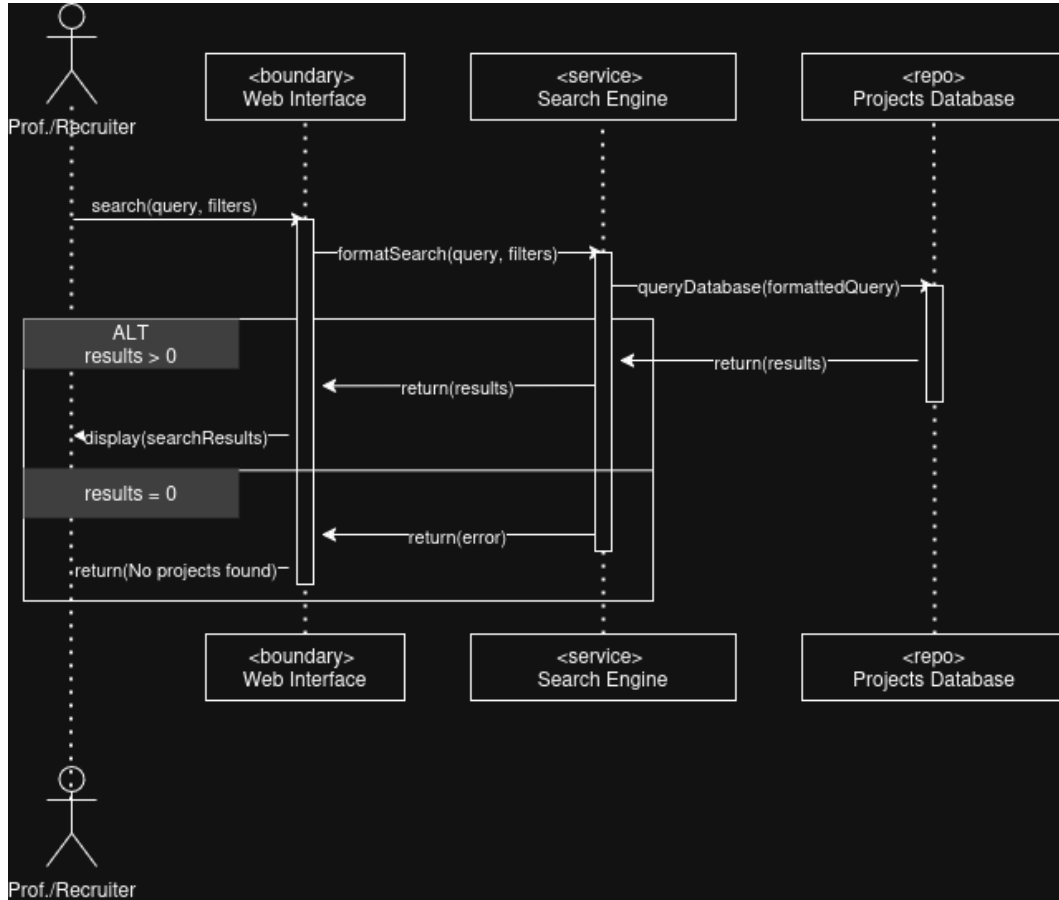 Prof./Recruiter
<boundary>
Web Interface
<service>
Search Engine
<repo>
Projects Database
search(query, filters)
formatSearch(query, filters)
queryDatabase(formattedQuery)
ALT
results > 0
return(results)
return(results)
display(searchResults)
results = 0
return(error)
return(No projects found)
<boundary>
Web Interface
<service>
Search Engine
<repo>
Projects Database
Prof./Recruiter